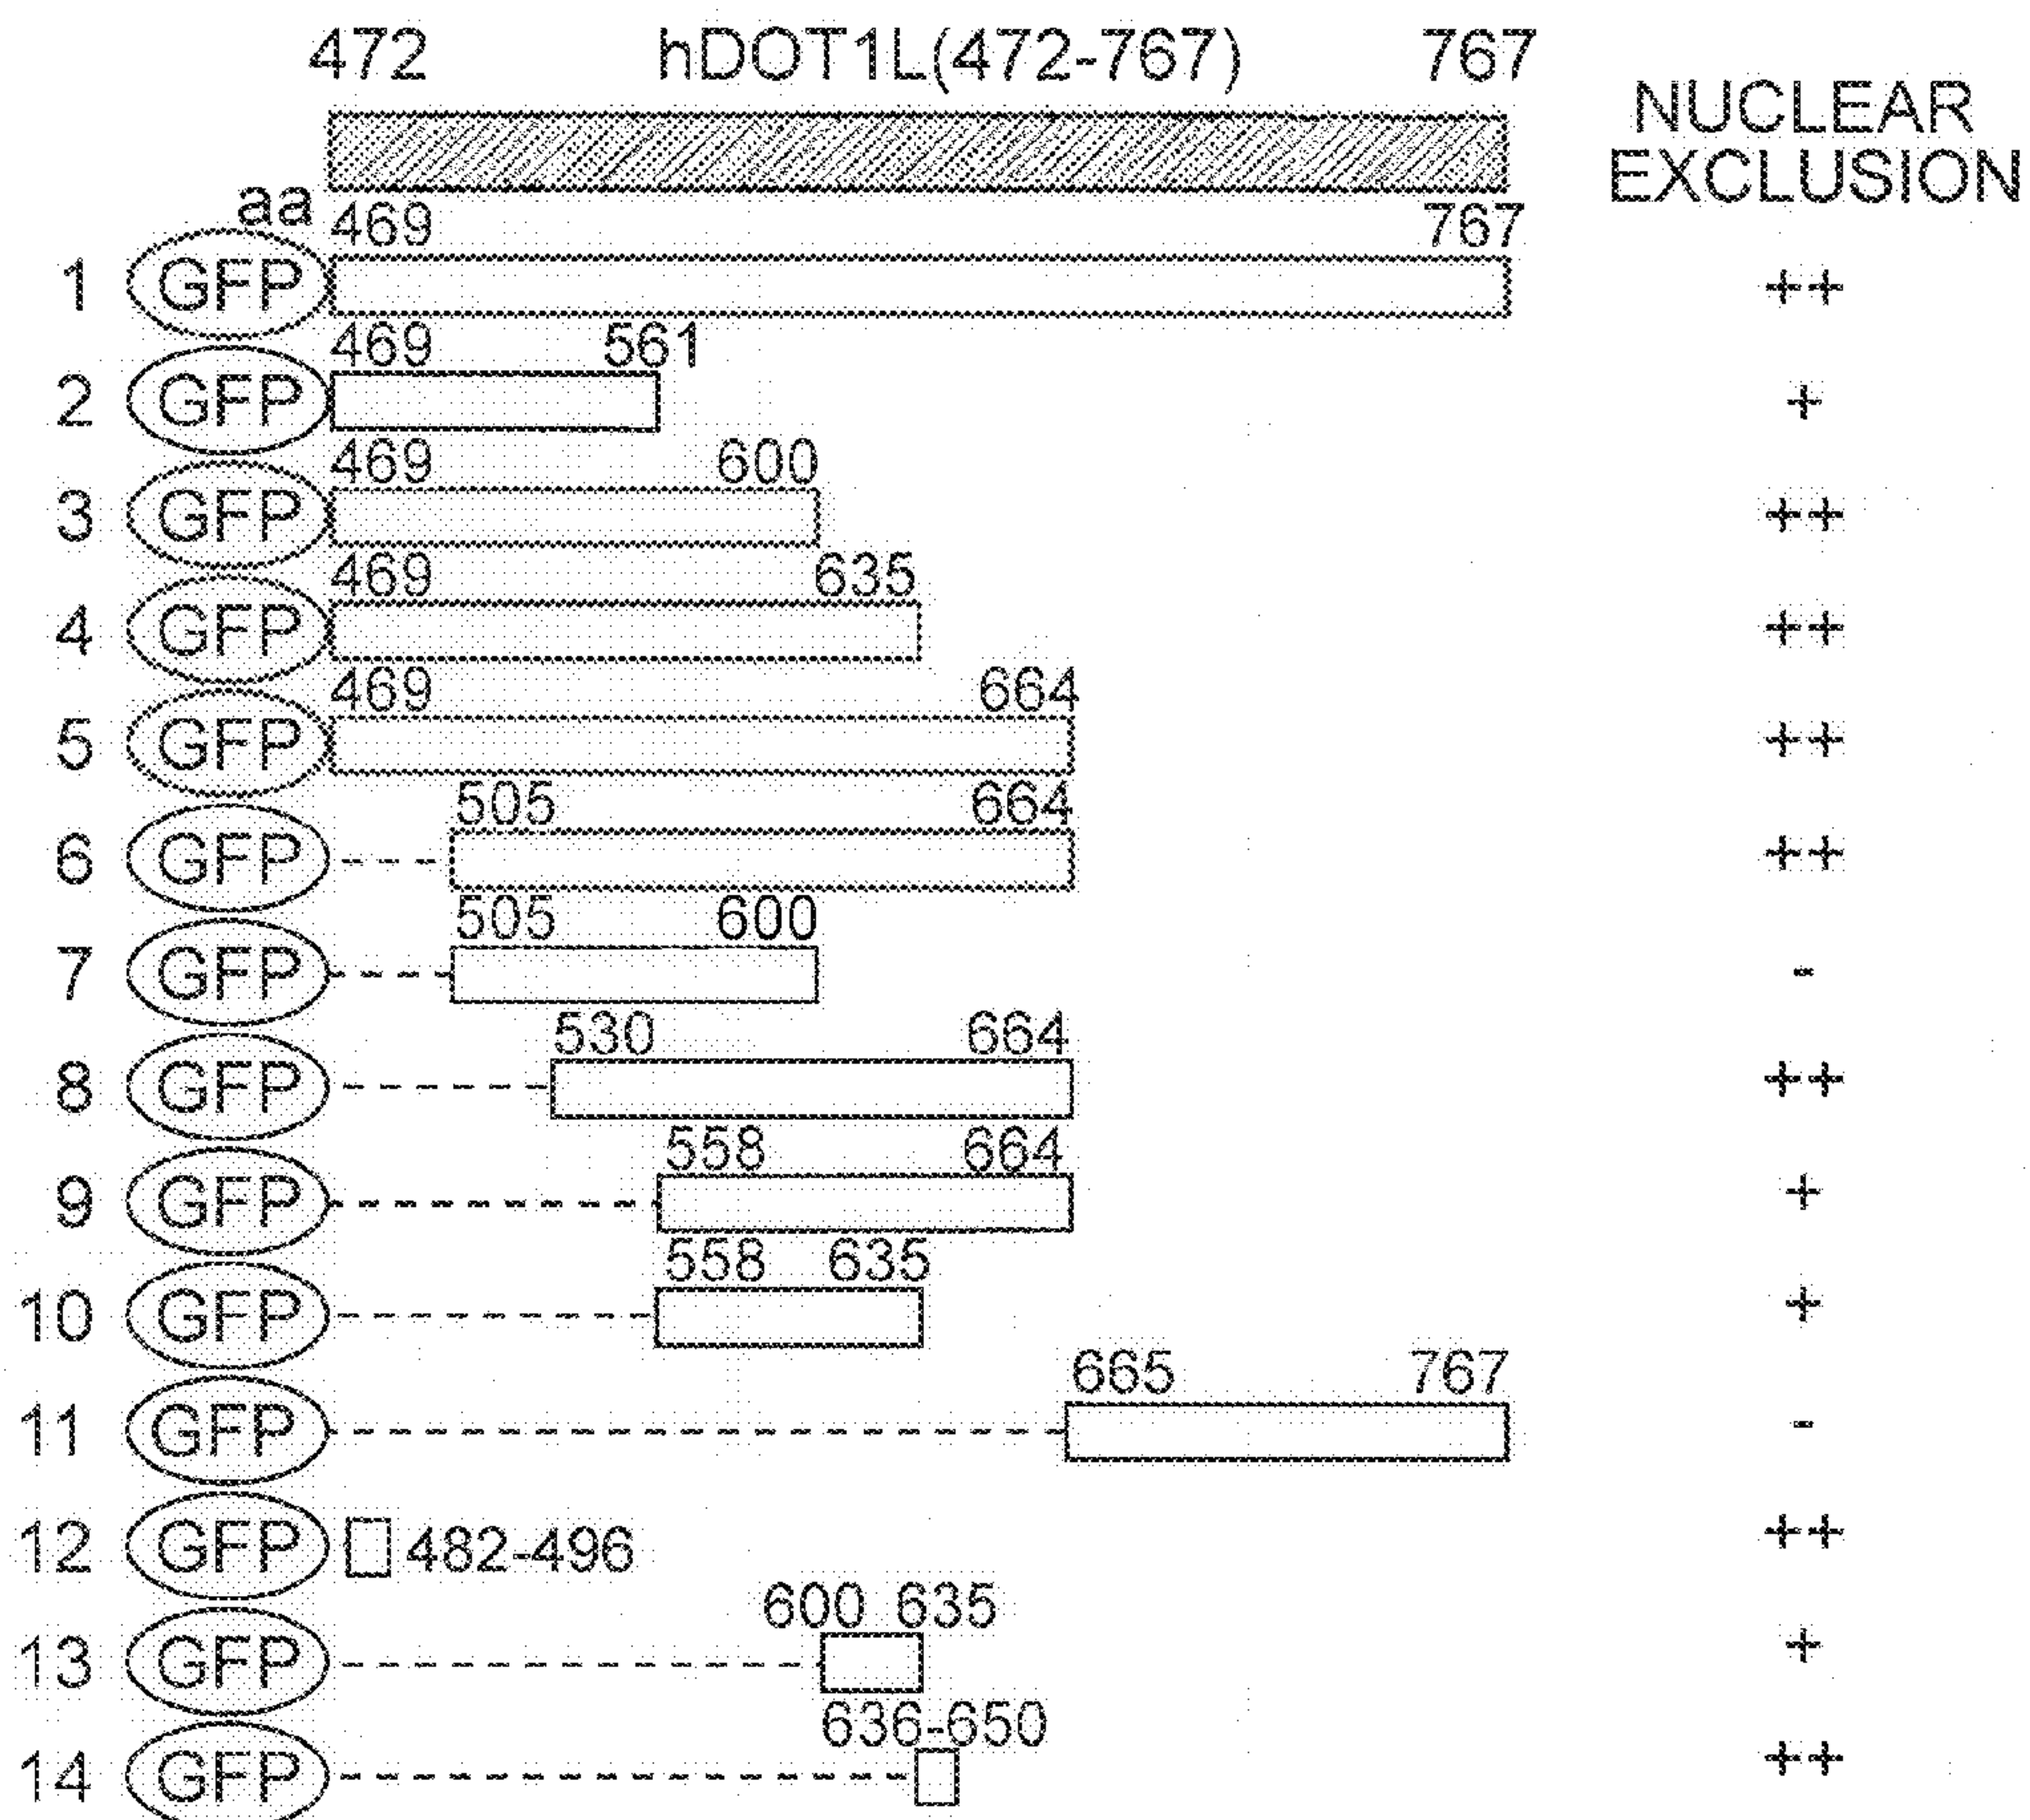 472 hDOT1L(472-767) 767
NUCLEAR
EXCLUSION
aa 469 767
1 GFP ++
469 561
2 GFP +
469 600
3 GFP ++
469 635
4 GFP ++
469 664
5 GFP ++
505 664
6 GFP ++
505 600
7 GFP -
530 664
8 GFP ++
558 664
9 GFP +
558 635
10 GFP +
665 767
11 GFP -
12 GFP 482-496 ++
600 635
13 GFP +
636-650
14 GFP ++